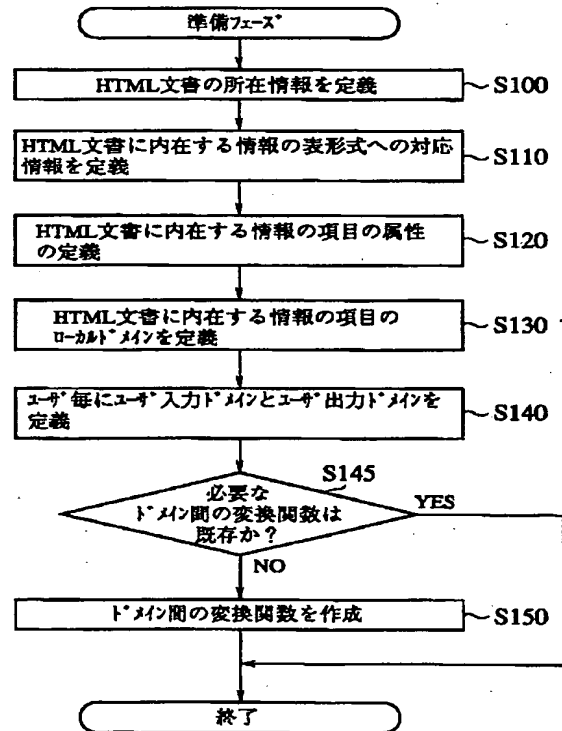 準備フェーズ
HTML文書の所在情報を定義
S100
HTML文書に内在する情報の表形式への対応
情報を定義
S110
HTML文書に内在する情報の項目の属性
の定義
S120
HTML文書に内在する情報の項目の
ローカルドメインを定義
S130
ユーザ毎にユーザ入力ドメインとユーザ出力ドメインを
定義
S140
S145
必要な
ドメイン間の変換関数は
既存か？
YES
NO
ドメイン間の変換関数を作成
S150
終了